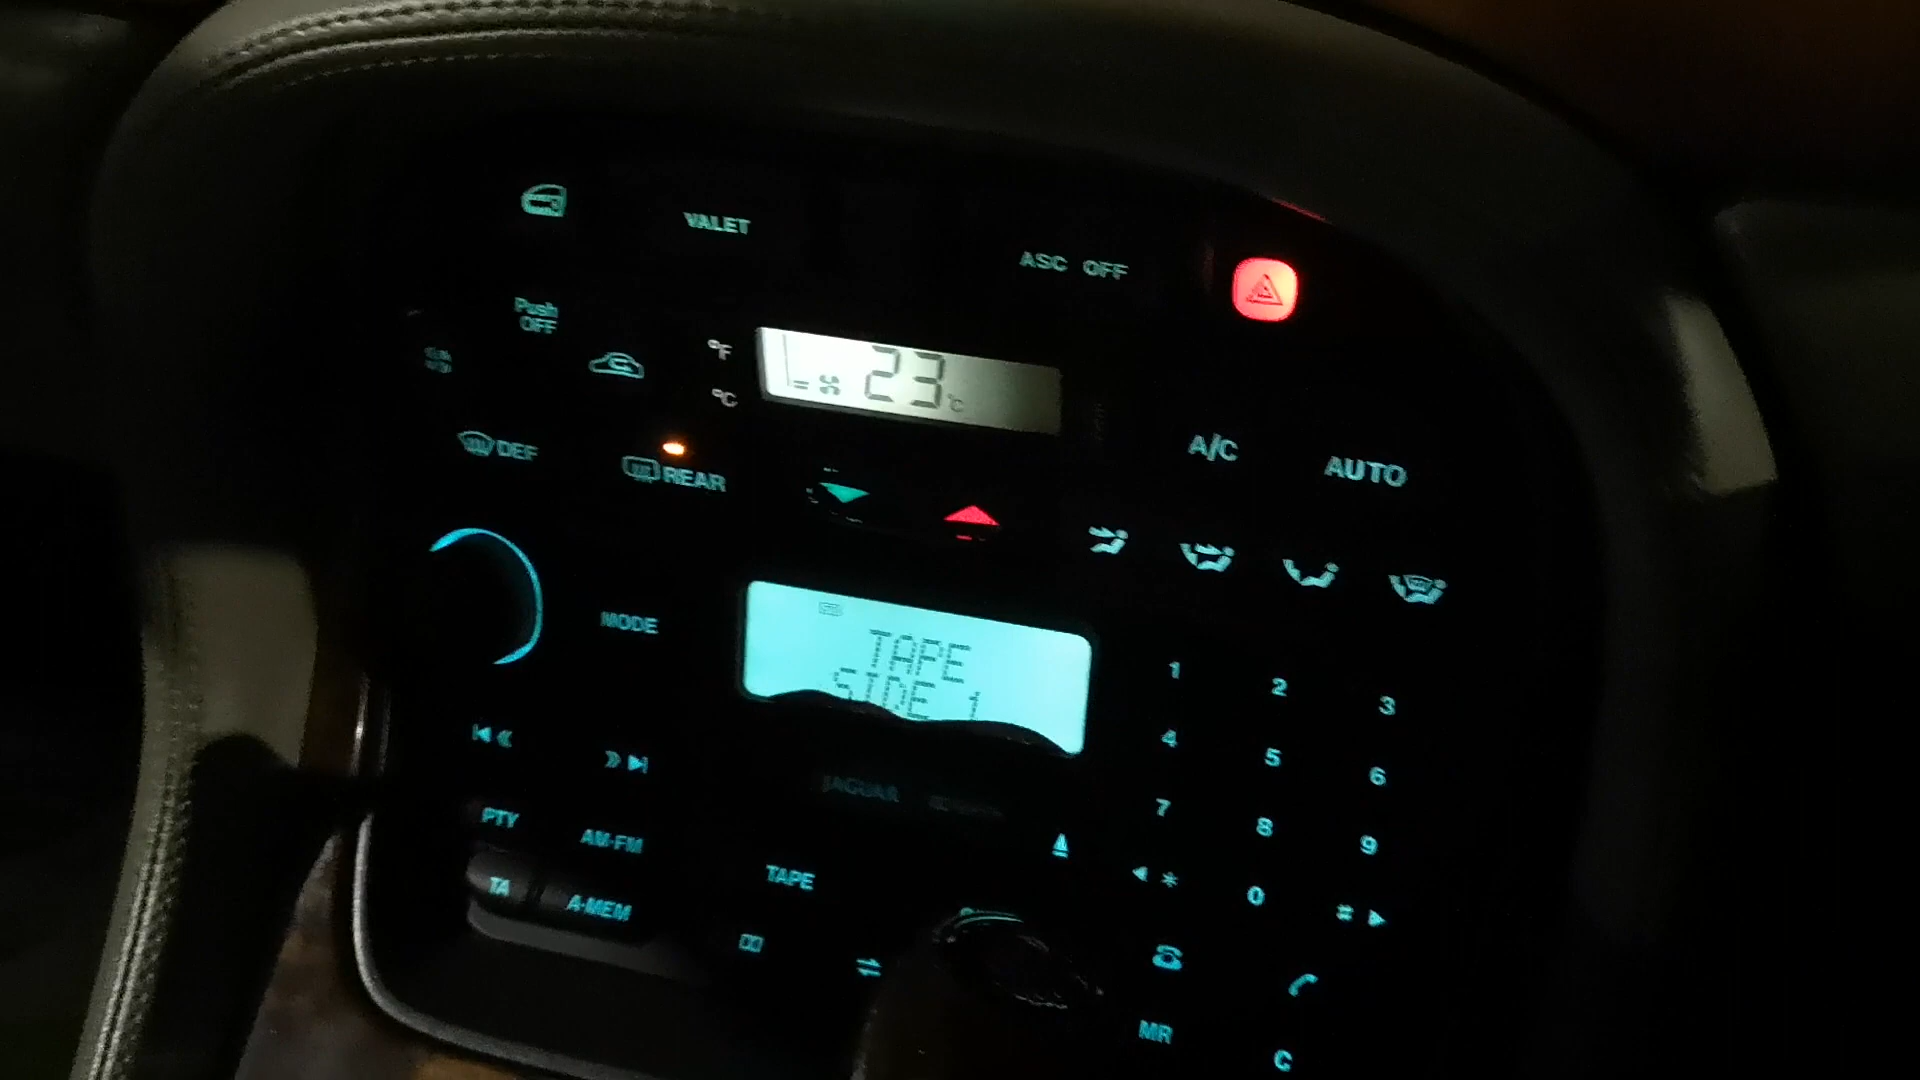 VALET
ASC OFF
Push
OFF
°F
°C
23 °C
DEF
REAR
A/C
AUTO
MODE
TAPE
SIDE 1
1
2
3
4
5
6
7
8
9
*
0
#
JAGUAR
PTY
AM·FM
TA
A·MEM
TAPE
MR
C